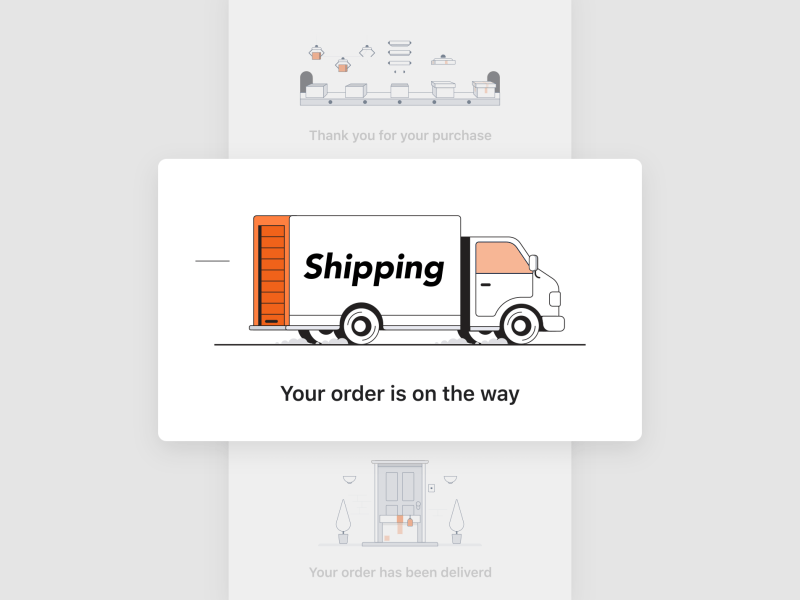 Thank you for your purchase
Shipping
Your order is on the way
Your order has been deliverd